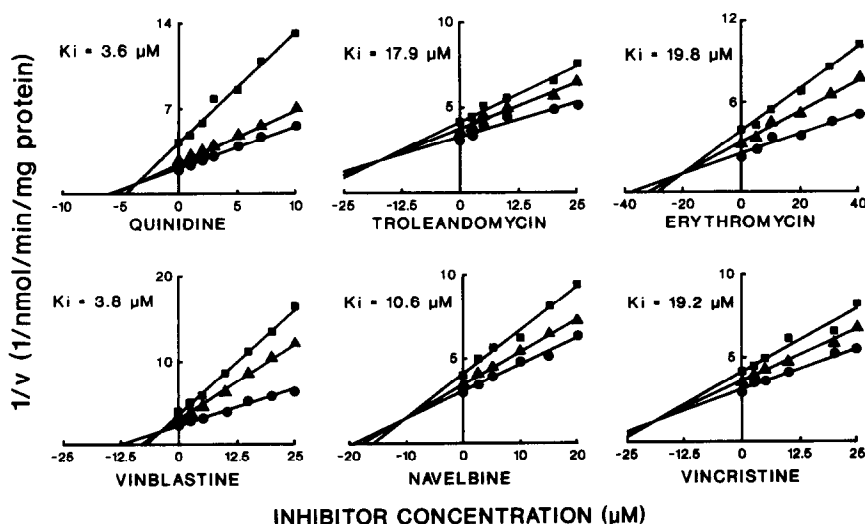 1/v (1/nmol/min/mg protein)
Ki = 3.6 µM
14
7
-10 -5 0 5 10
QUINIDINE
Ki = 17.9 µM
10
5
-25 -12.5 0 12.5 25
TROLEANDOMYCIN
Ki = 19.8 µM
12
6
-40 -20 0 20 40
ERYTHROMYCIN
Ki = 3.8 µM
20
10
-25 -12.5 0 12.5 25
VINBLASTINE
Ki = 10.6 µM
10
5
-20 -10 0 10 20
NAVELBINE
Ki = 19.2 µM
10
5
-25 -12.5 0 12.5 25
VINCRISTINE
INHIBITOR CONCENTRATION (µM)